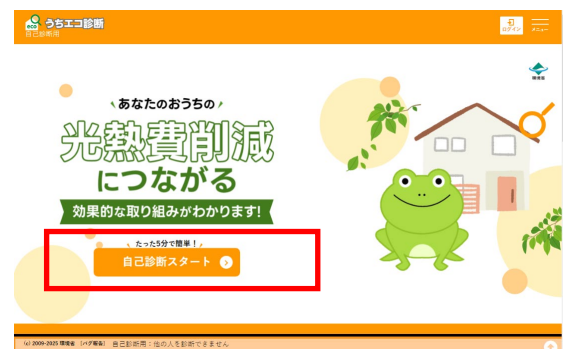 eco うちエコ診断
自己診断用
ログイン
メニュー
環境省
あなたのおうちの
光熱費削減
につながる
効果的な取り組みがわかります!
たった5分で簡単!
自己診断スタート
(c) 2009-2025 環境省 [バグ報告] 自己診断用:他の人を診断できません